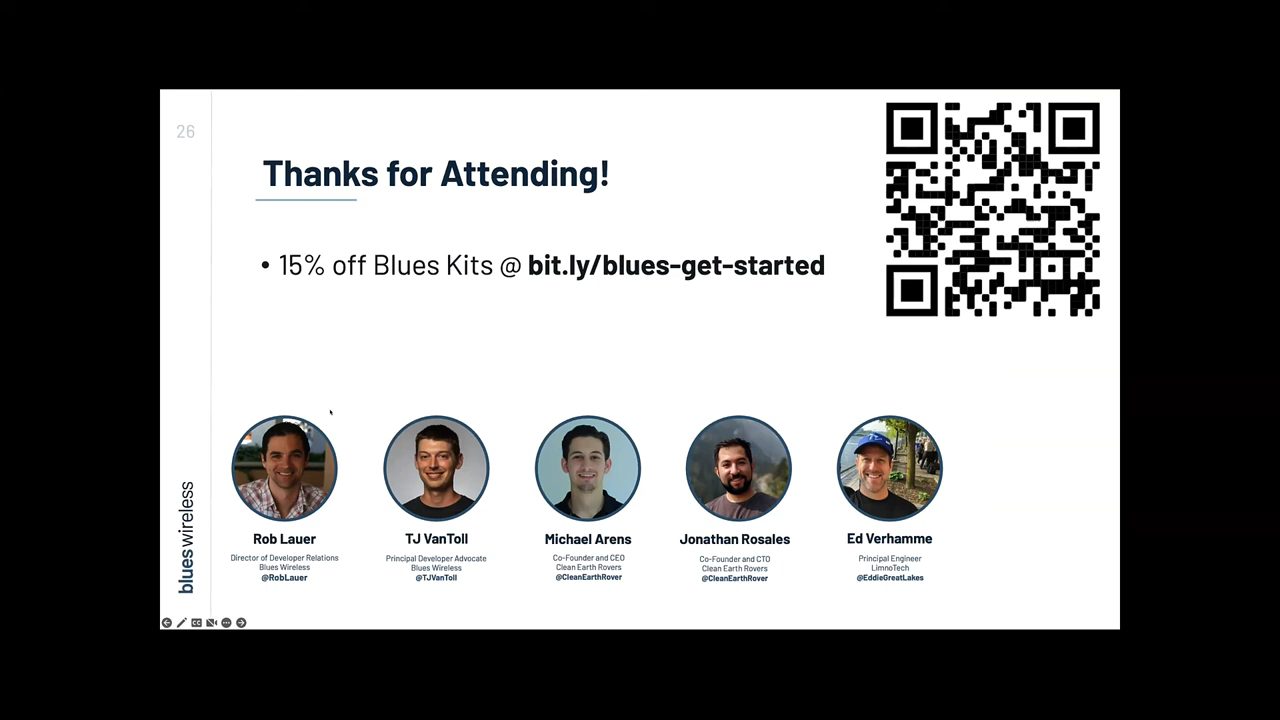 26
Thanks for Attending!
• 15% off Blues Kits @ bit.ly/blues-get-started
Rob Lauer
Director of Developer Relations
Blues Wireless
@RobLauer
TJ VanToll
Principal Developer Advocate
Blues Wireless
@TJVanToll
Michael Arens
Co-Founder and CEO
Clean Earth Rovers
@CleanEarthRover
Jonathan Rosales
Co-Founder and CTO
Clean Earth Rovers
@CleanEarthRover
Ed Verhamme
Principal Engineer
LimnoTech
@EddieGreatLakes
blues wireless
CC